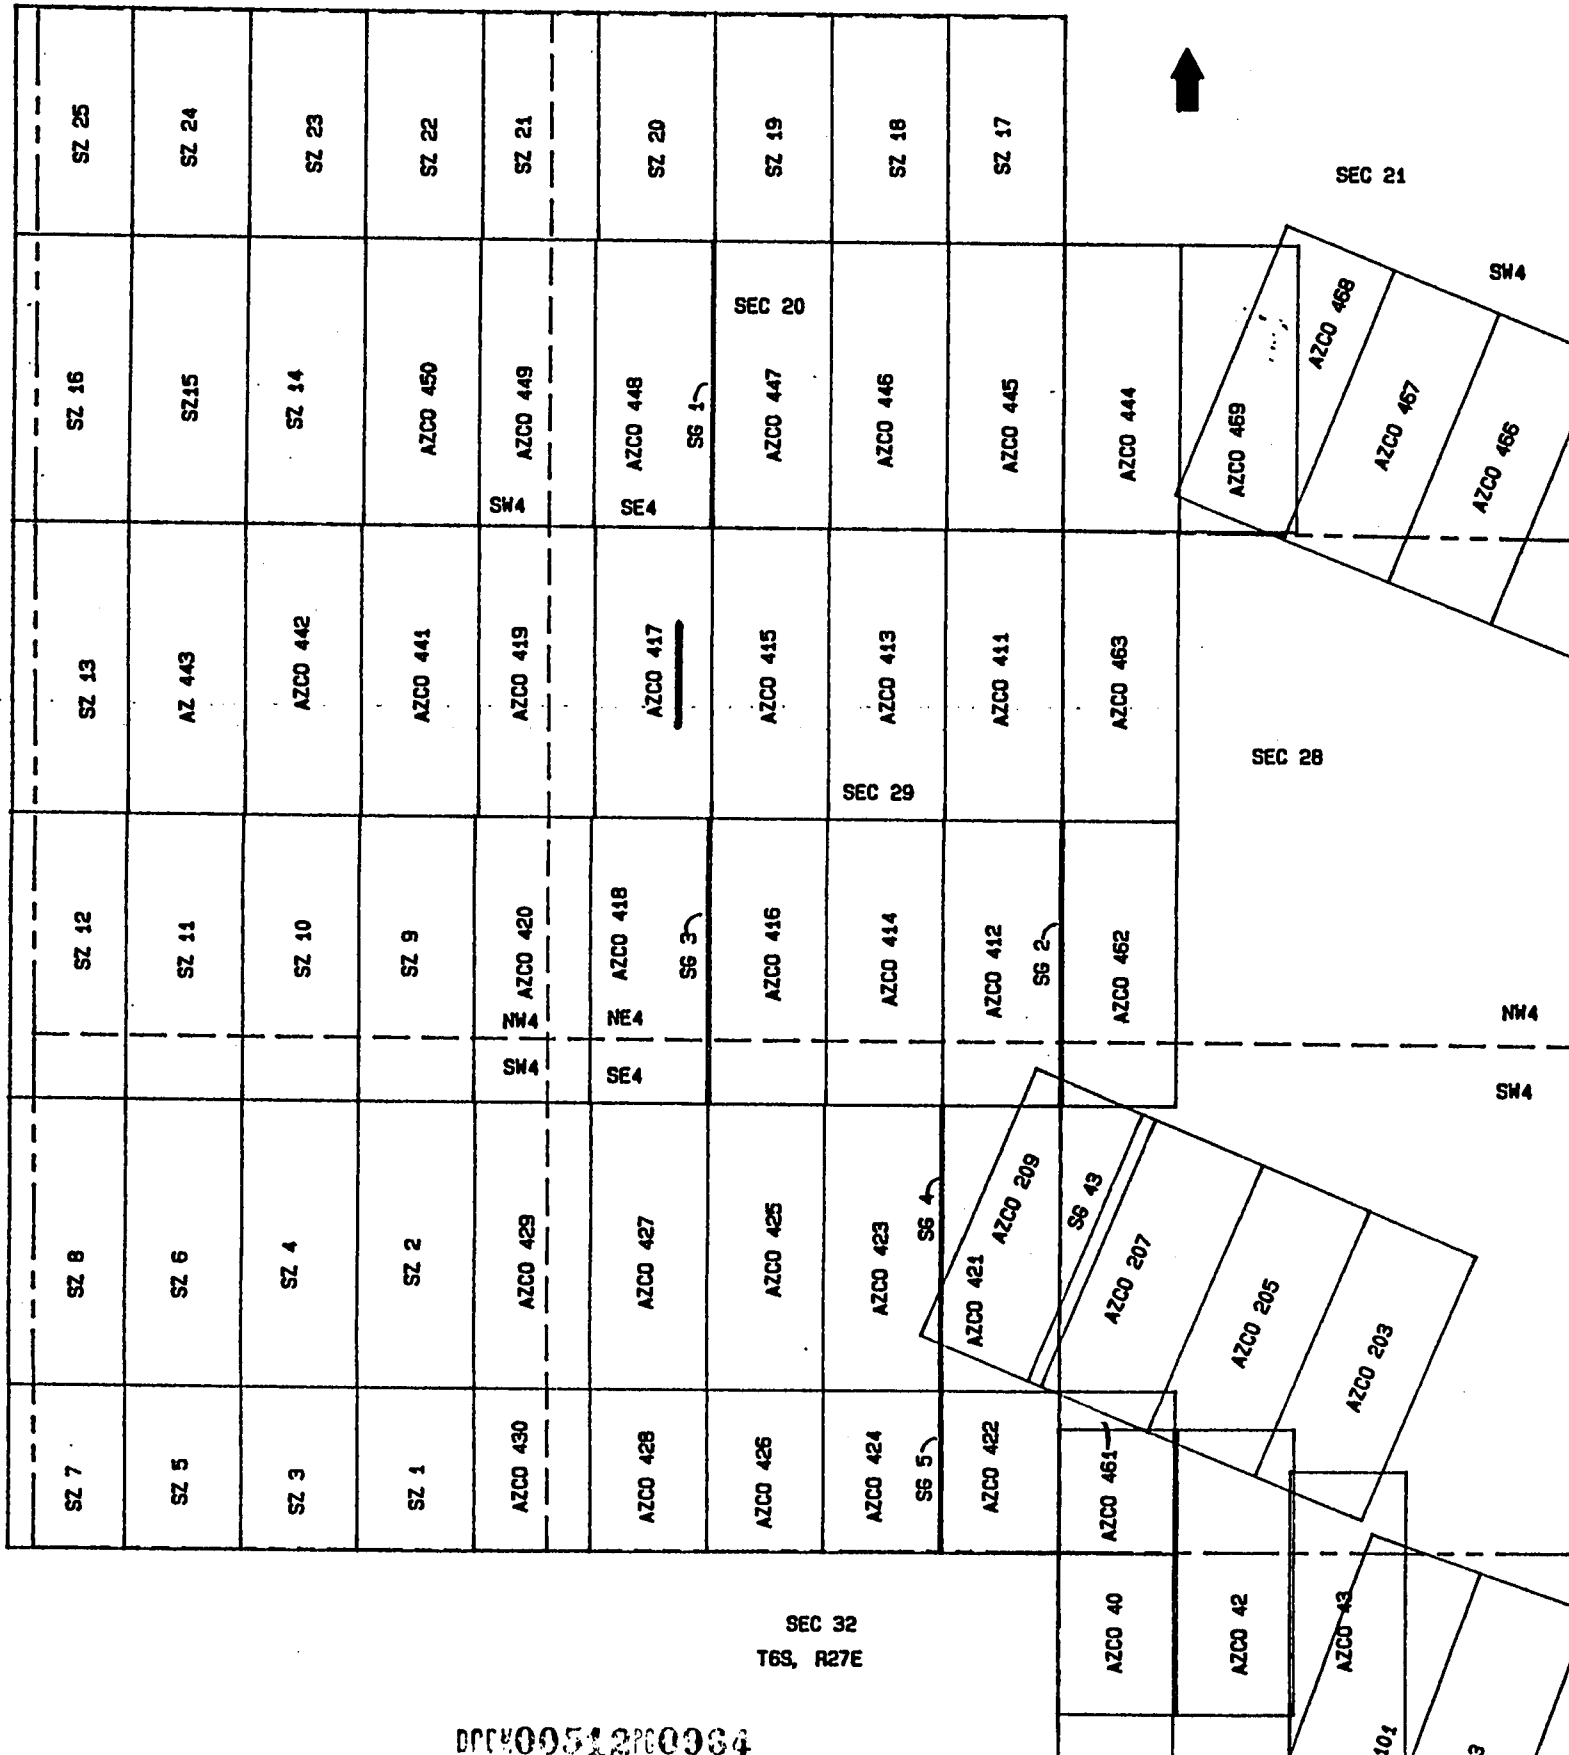 SZ 25
SZ 24
SZ 23
SZ 22
SZ 21
SZ 20
SZ 19
SZ 18
SZ 17
SEC 21
SW4
SZ 16
SZ15
SZ 14
AZCO 450
AZCO 449
AZCO 448
SG 1
SEC 20
AZCO 447
AZCO 446
AZCO 445
AZCO 444
AZCO 469
AZCO 468
AZCO 467
AZCO 466
SW4
SE4
SZ 13
AZ 443
AZCO 442
AZCO 441
AZCO 419
AZCO 417
AZCO 415
AZCO 413
AZCO 411
AZCO 463
SEC 28
SEC 29
SZ 12
SZ 11
SZ 10
SZ 9
AZCO 420
AZCO 418
SG 3
AZCO 416
AZCO 414
AZCO 412
SG 2
AZCO 462
NW4
NE4
NW4
SW4
SE4
SW4
SZ 8
SZ 6
SZ 4
SZ 2
AZCO 429
AZCO 427
AZCO 425
AZCO 423
SG 4
AZCO 421
AZCO 209
SG 43
AZCO 207
AZCO 205
AZCO 203
SZ 7
SZ 5
SZ 3
SZ 1
AZCO 430
AZCO 428
AZCO 426
AZCO 424
SG 5
AZCO 422
AZCO 461
AZCO 40
AZCO 42
AZCO 43
101
3
SEC 32
T6S, R27E